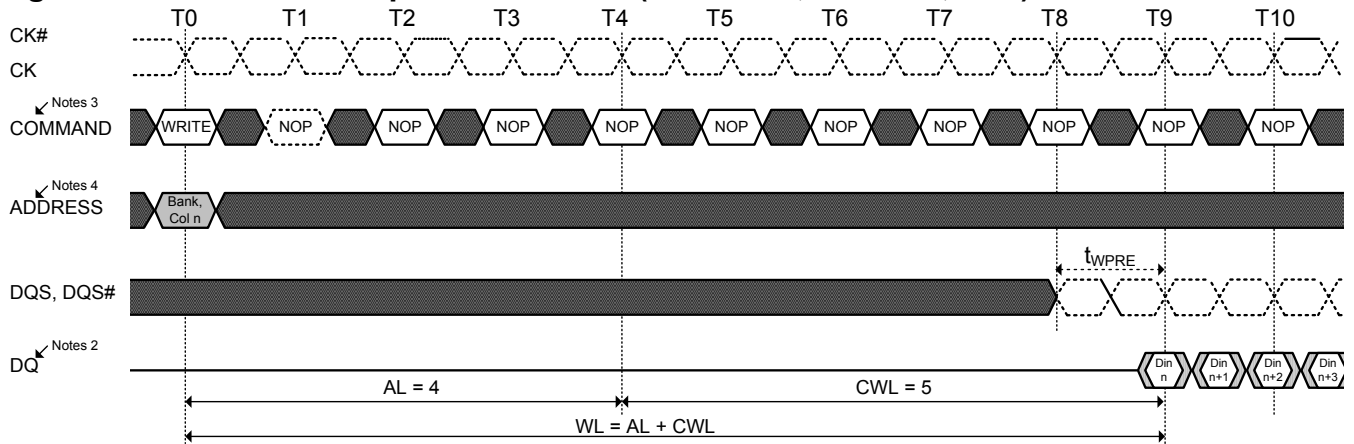 T0 T1 T2 T3 T4 T5 T6 T7 T8 T9 T10
CK#
CK
Notes 3
COMMAND WRITE NOP NOP NOP NOP NOP NOP NOP NOP NOP NOP
Notes 4
ADDRESS Bank, Col n
tWPRE
DQS, DQS#
Notes 2
DQ Din n Din n+1 Din n+2 Din n+3
AL = 4 CWL = 5
WL = AL + CWL